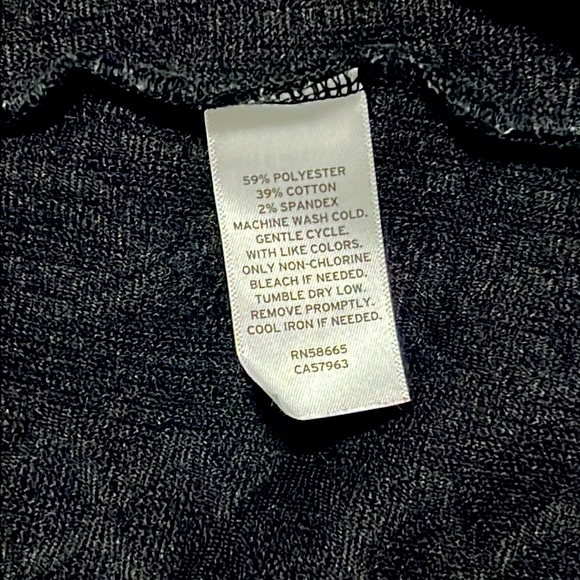 59% POLYESTER
39% COTTON
2% SPANDEX
MACHINE WASH COLD.
GENTLE CYCLE.
WITH LIKE COLORS.
ONLY NON-CHLORINE
BLEACH IF NEEDED.
TUMBLE DRY LOW.
REMOVE PROMPTLY.
COOL IRON IF NEEDED.
RN58665
CA57963